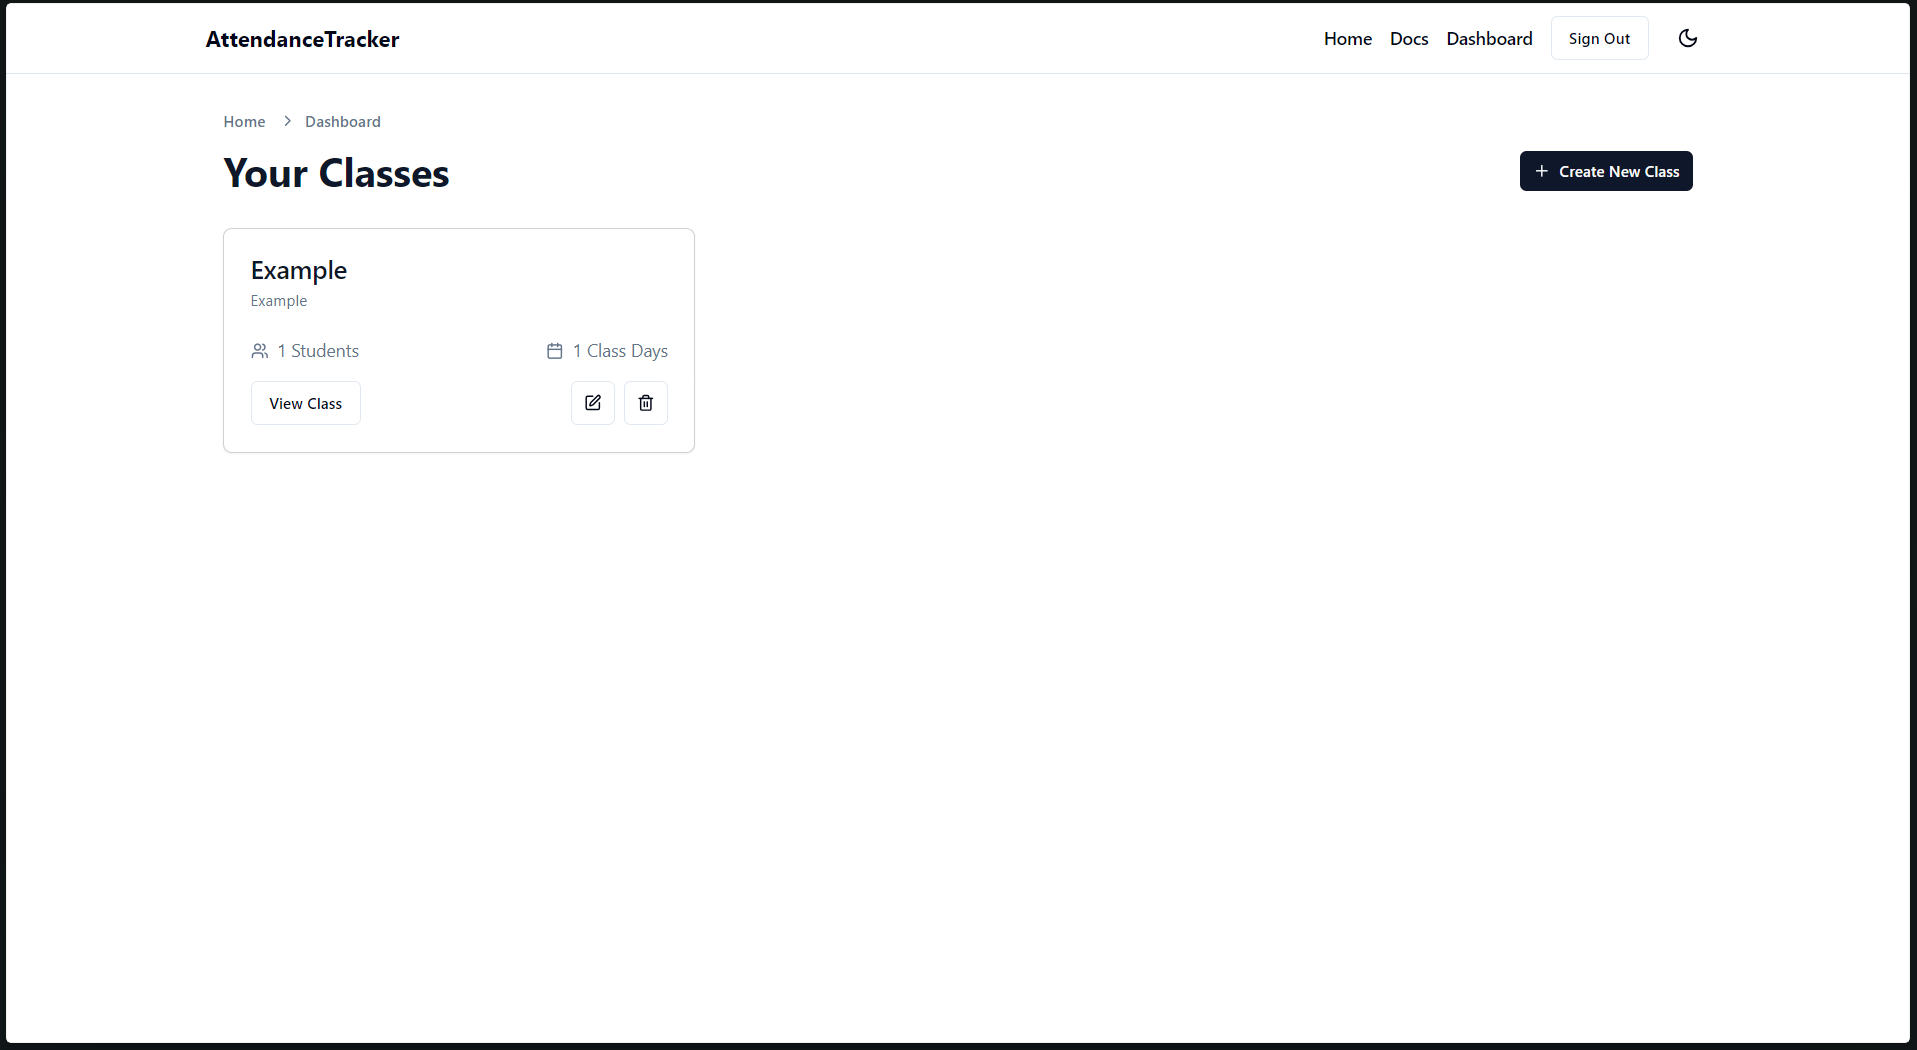 AttendanceTracker
Home Docs Dashboard Sign Out
Home Dashboard
Your Classes
Create New Class
Example
Example
1 Students 1 Class Days
View Class